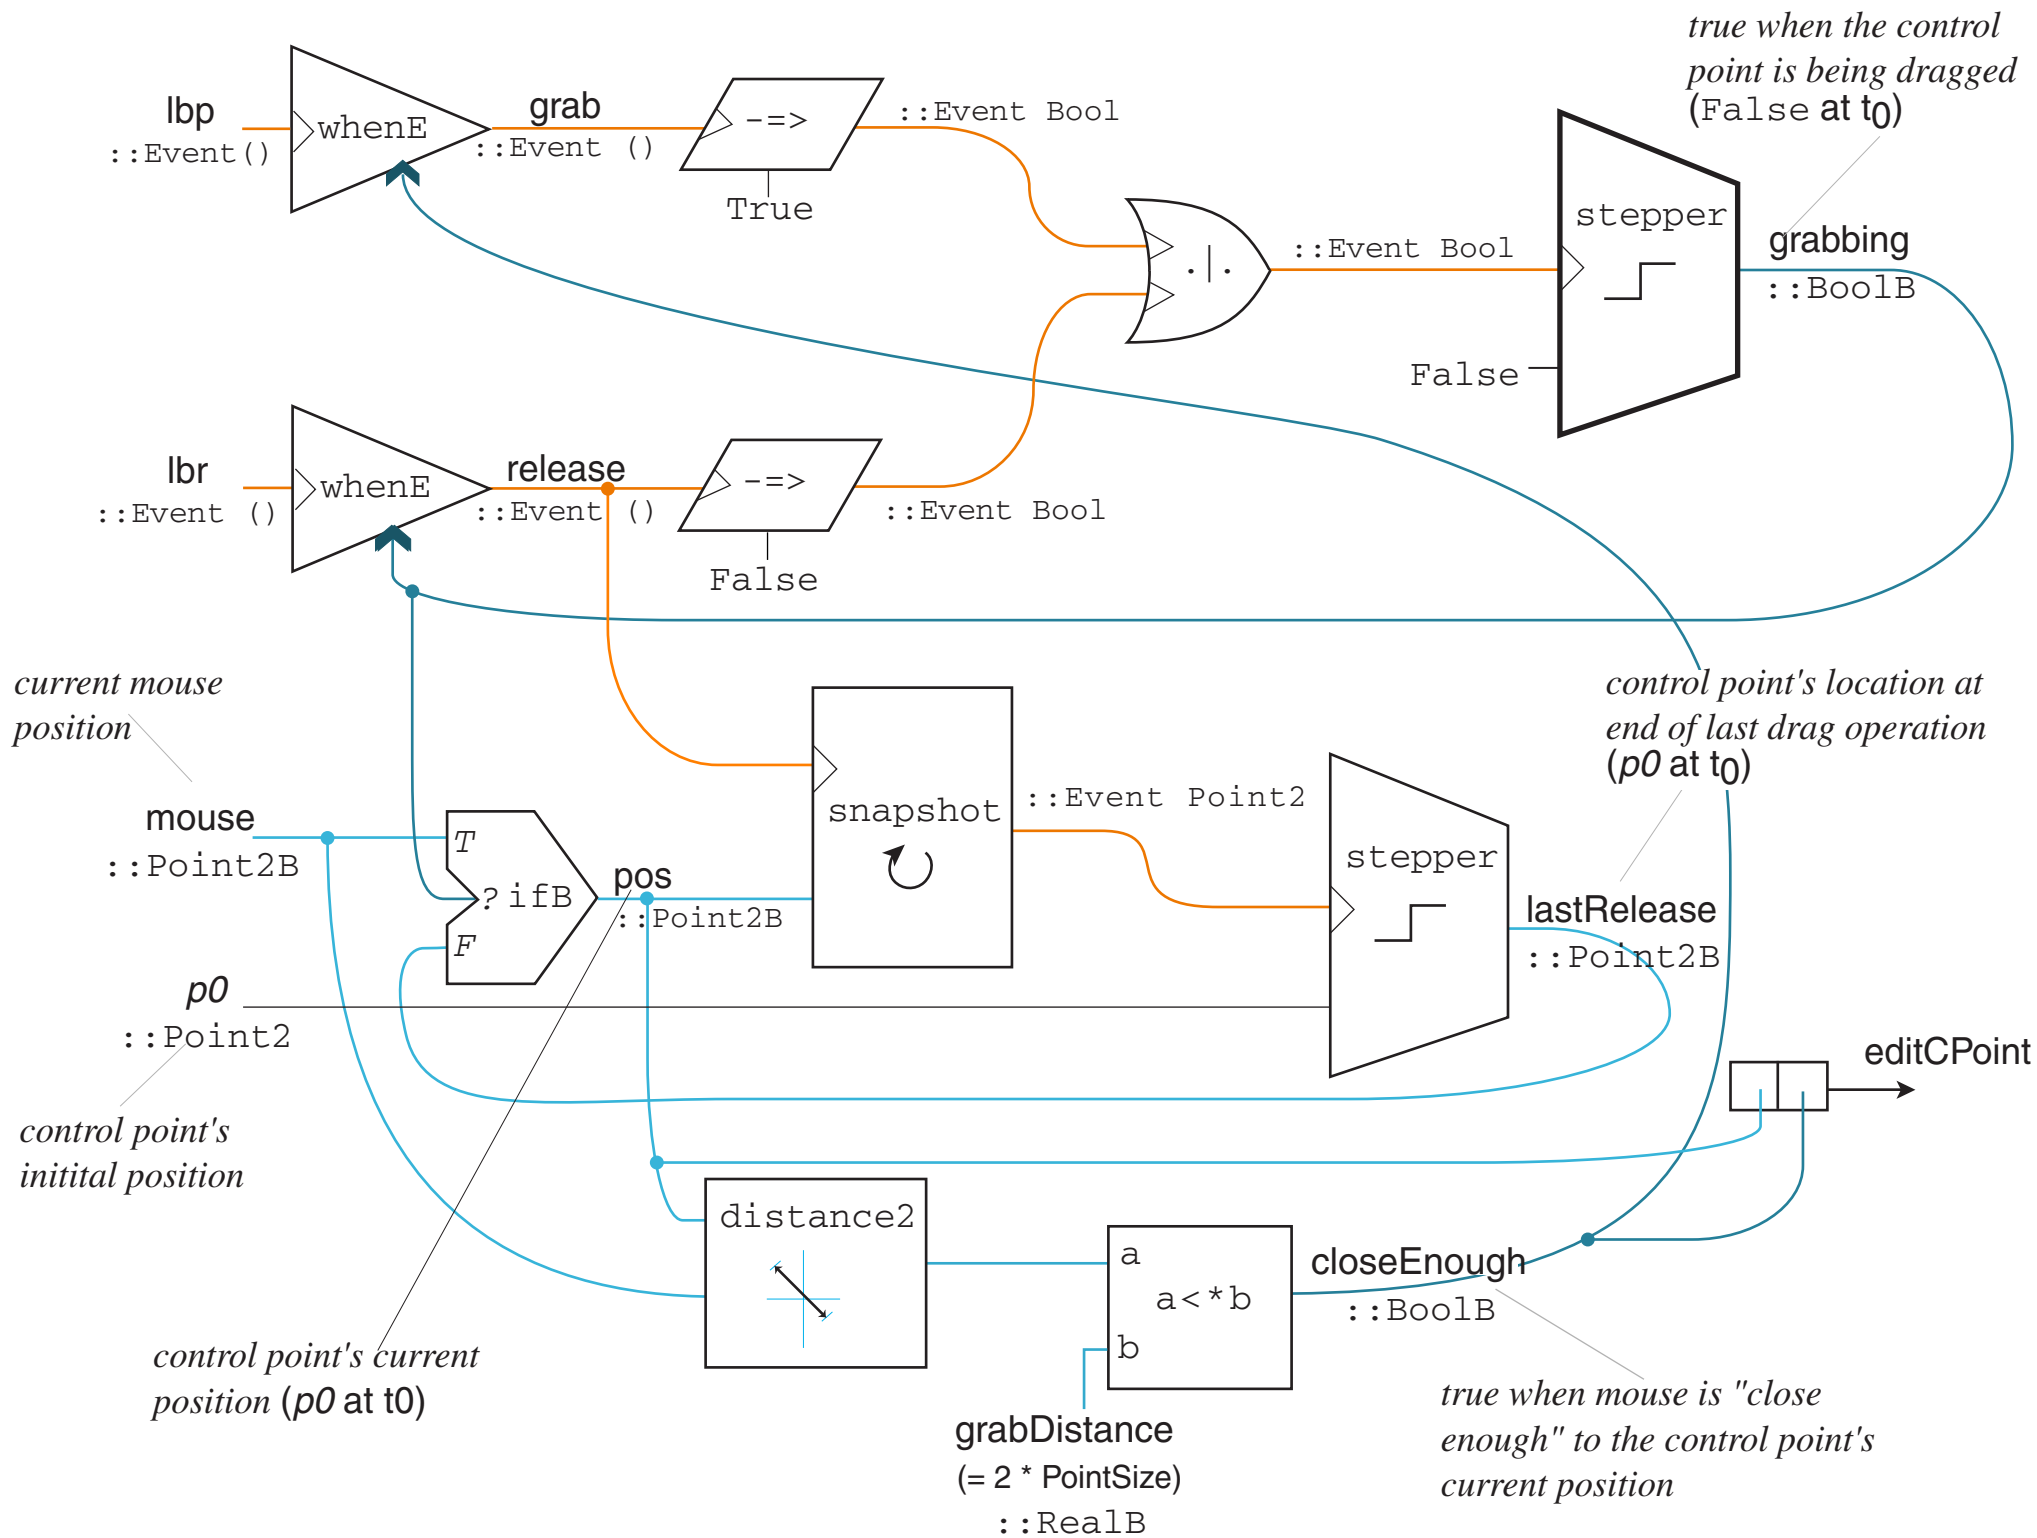 true when the control
point is being dragged
(False at t0)
lbp
::Event()
whenE
grab
::Event ()
-=>
True
::Event Bool
.|.
::Event Bool
stepper
False
grabbing
::BoolB
lbr
::Event ()
whenE
release
::Event ()
-=>
False
::Event Bool
current mouse
position
mouse
::Point2B
T
? ifB
F
pos
::Point2B
snapshot
::Event Point2
stepper
control point's location at
end of last drag operation
(p0 at t0)
lastRelease
::Point2B
p0
::Point2
control point's
initital position
editCPoint
distance2
a
a<*b
b
closeEnough
::BoolB
control point's current
position (p0 at t0)
grabDistance
(= 2 * PointSize)
::RealB
true when mouse is "close
enough" to the control point's
current position